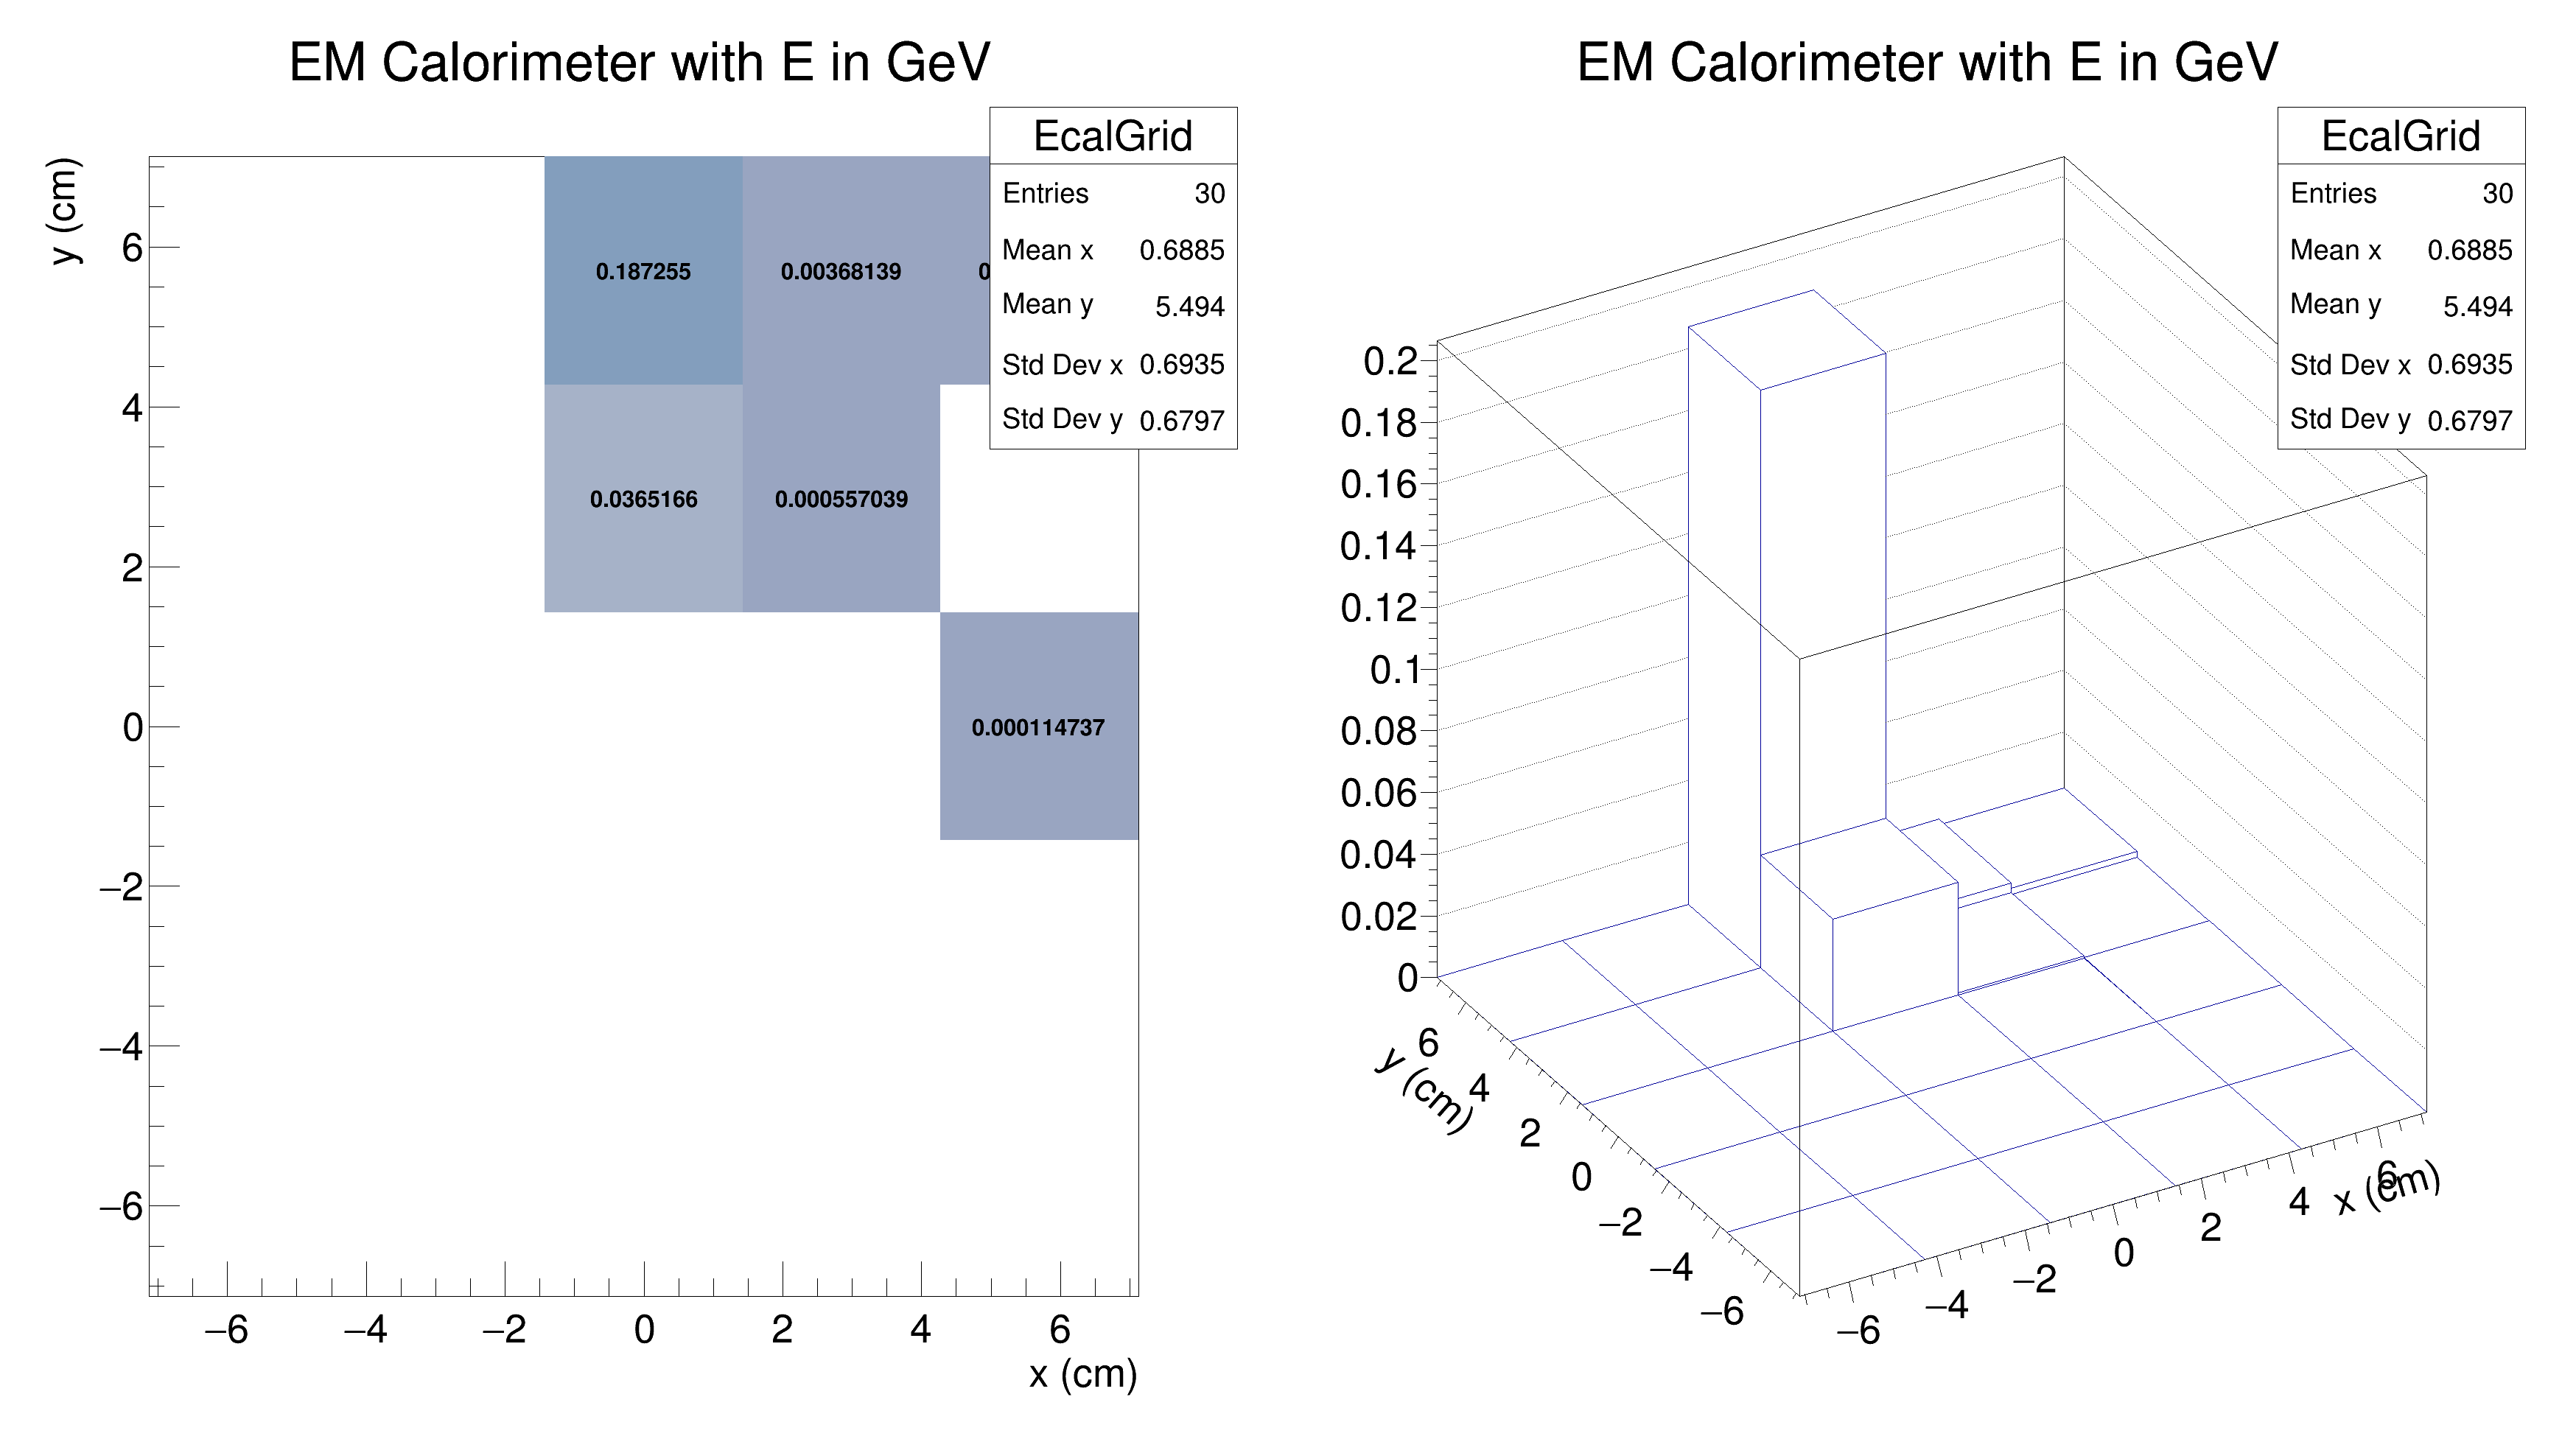 EM Calorimeter with E in GeV
y (cm)
EcalGrid
Entries 30
Mean x 0.6885
Mean y 5.494
Std Dev x 0.6935
Std Dev y 0.6797
0.187255 0.00368139 0
0.0365166 0.000557039
0.000114737
6
4
2
0
−2
−4
−6
−6 −4 −2 0 2 4 6
x (cm)
EM Calorimeter with E in GeV
EcalGrid
Entries 30
Mean x 0.6885
Mean y 5.494
Std Dev x 0.6935
Std Dev y 0.6797
0.2
0.18
0.16
0.14
0.12
0.1
0.08
0.06
0.04
0.02
0
6
4
2
0
−2
−4
−6
y (cm)
−6 −4 −2 0 2 4 6
x (cm)